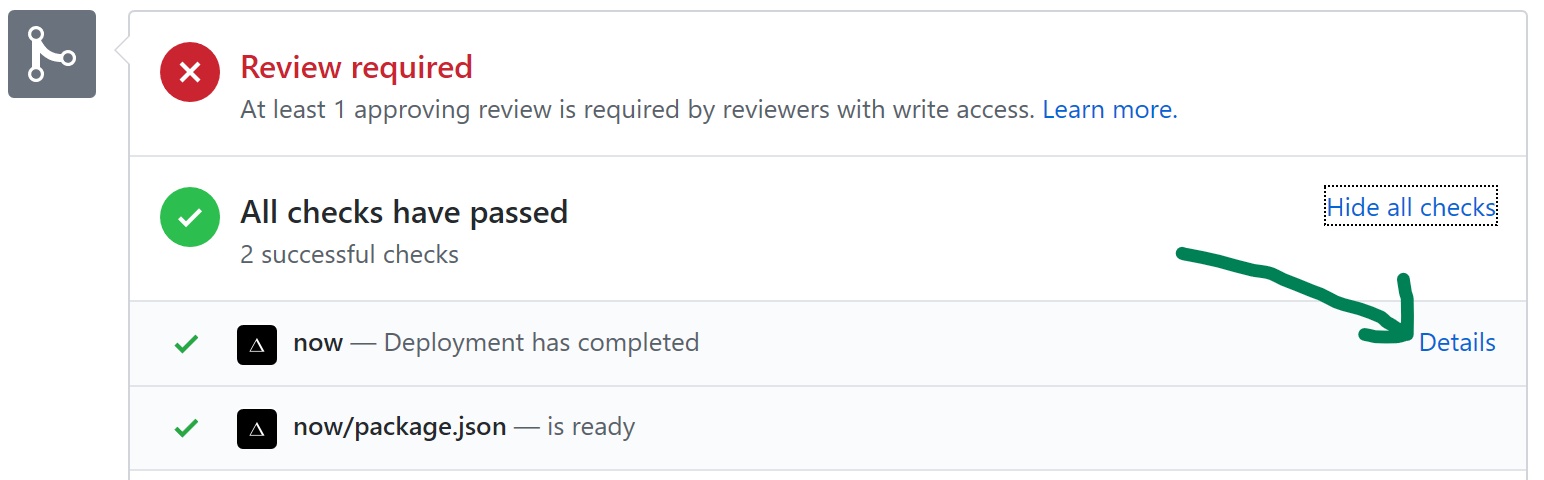 Review required
At least 1 approving review is required by reviewers with write access. Learn more.
All checks have passed
Hide all checks
2 successful checks
now — Deployment has completed
Details
now/package.json — is ready